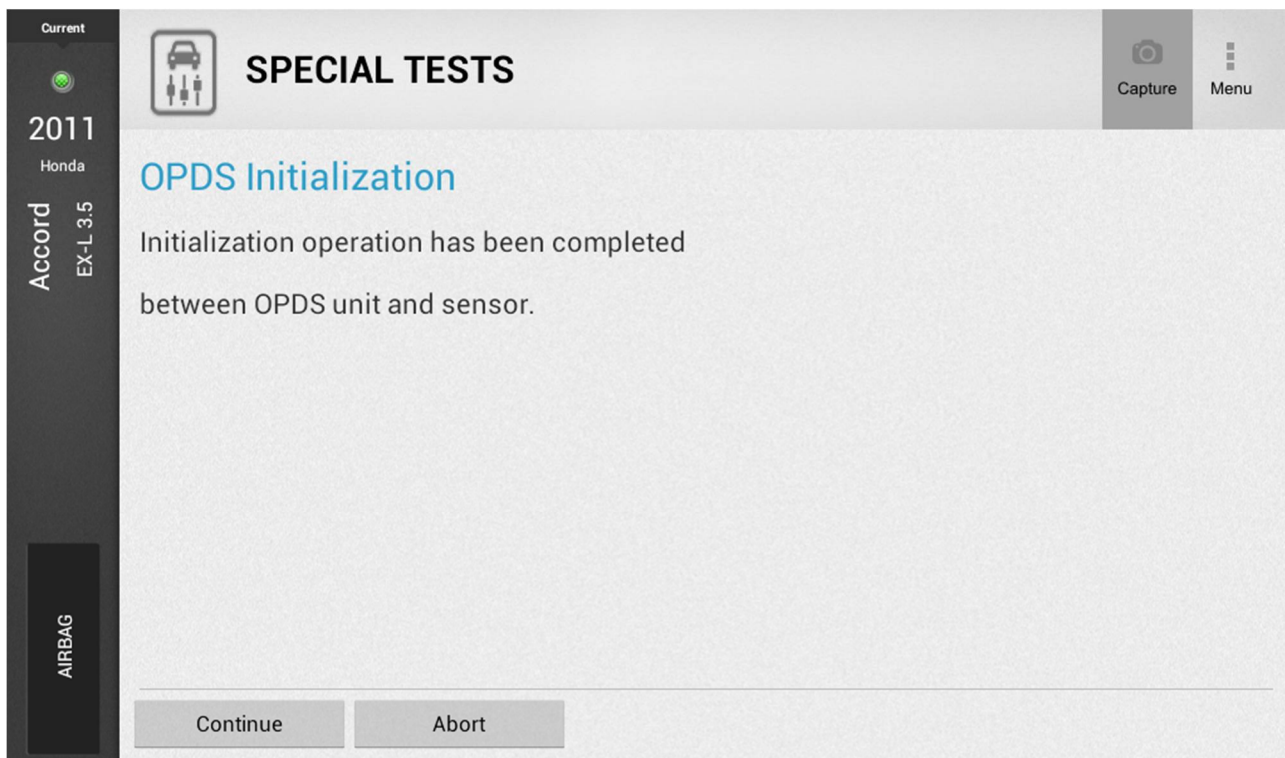 Current
2011
Honda
Accord
EX-L 3.5
AIRBAG
SPECIAL TESTS
Capture
Menu
OPDS Initialization
Initialization operation has been completed
between OPDS unit and sensor.
Continue
Abort